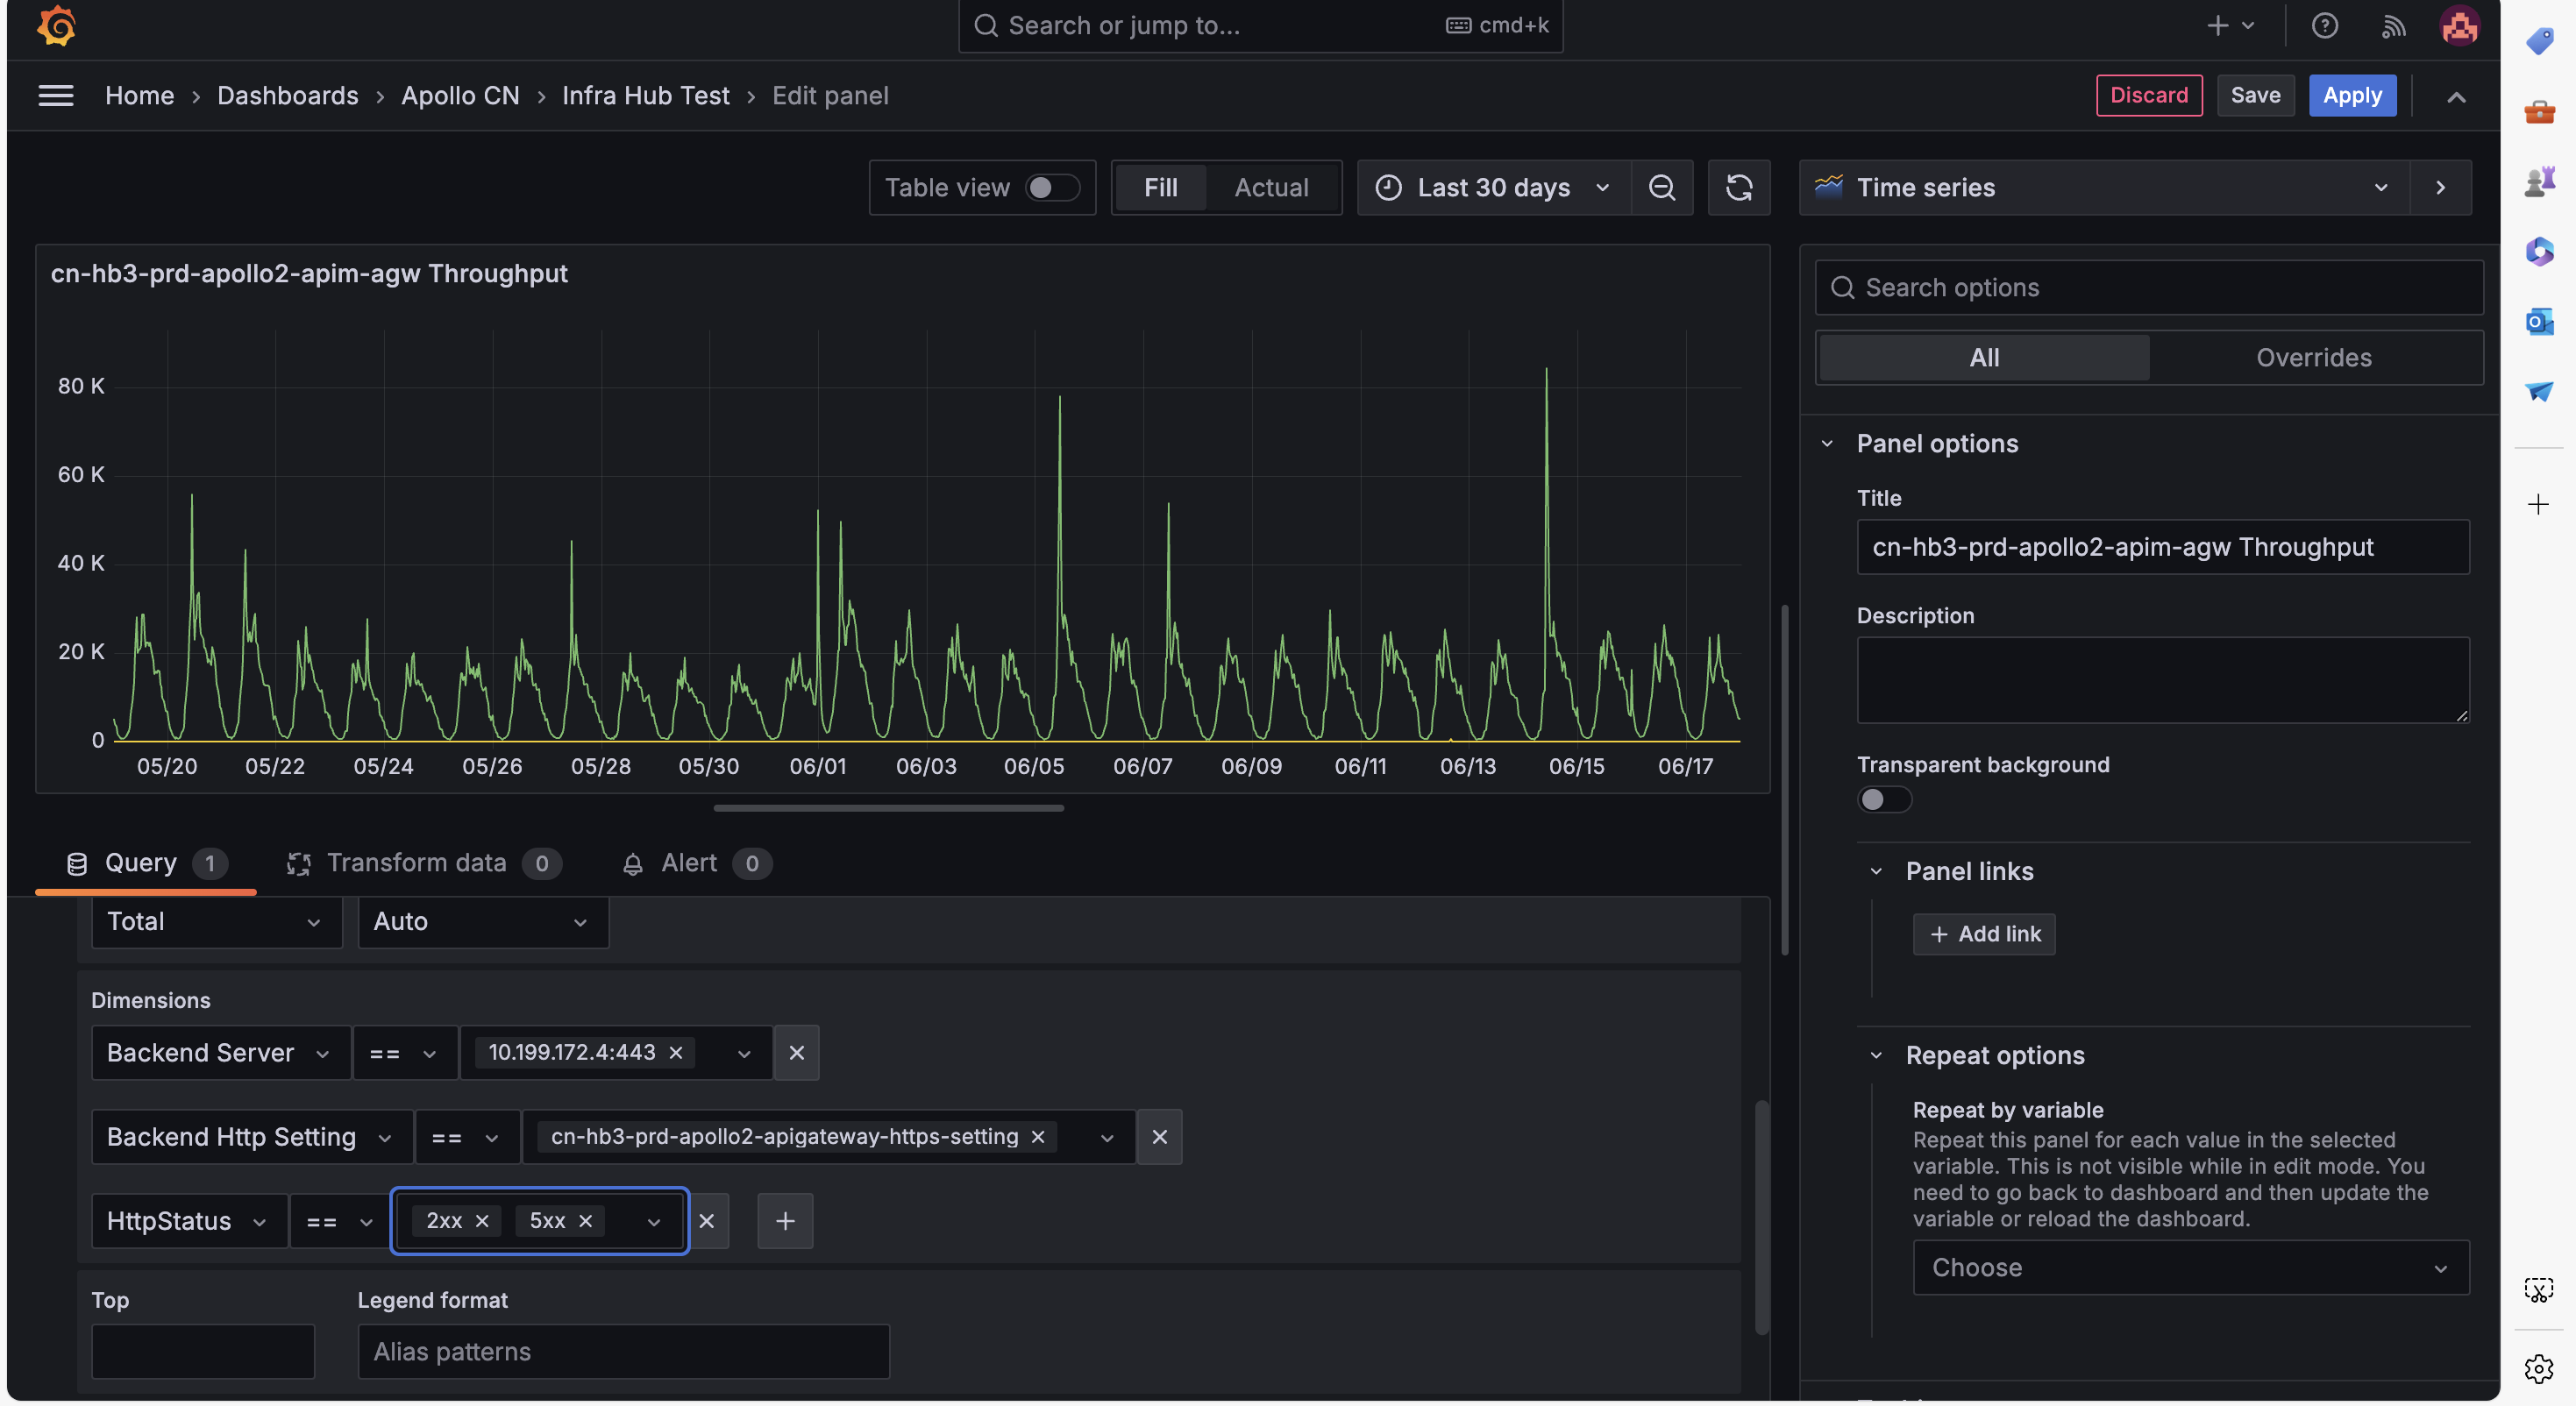 Search or jump to...
cmd+k
Home › Dashboards › Apollo CN › Infra Hub Test › Edit panel
Discard
Save
Apply
Table view
Fill
Actual
Last 30 days
Time series
cn-hb3-prd-apollo2-apim-agw Throughput
80 K
60 K
40 K
20 K
0
05/20
05/22
05/24
05/26
05/28
05/30
06/01
06/03
06/05
06/07
06/09
06/11
06/13
06/15
06/17
Query 1
Transform data 0
Alert 0
Total
Auto
Dimensions
Backend Server
==
10.199.172.4:443
Backend Http Setting
==
cn-hb3-prd-apollo2-apigateway-https-setting
HttpStatus
==
2xx
5xx
Top
Legend format
Alias patterns
Search options
All
Overrides
Panel options
Title
cn-hb3-prd-apollo2-apim-agw Throughput
Description
Transparent background
Panel links
+ Add link
Repeat options
Repeat by variable
Repeat this panel for each value in the selected
variable. This is not visible while in edit mode. You
need to go back to dashboard and then update the
variable or reload the dashboard.
Choose